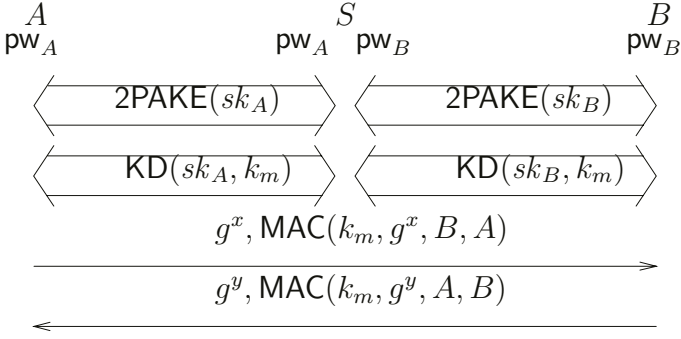 A S B
pw_A pw_A pw_B pw_B
2PAKE(sk_A) 2PAKE(sk_B)
KD(sk_A, k_m) KD(sk_B, k_m)
g^x, MAC(k_m, g^x, B, A)
g^y, MAC(k_m, g^y, A, B)